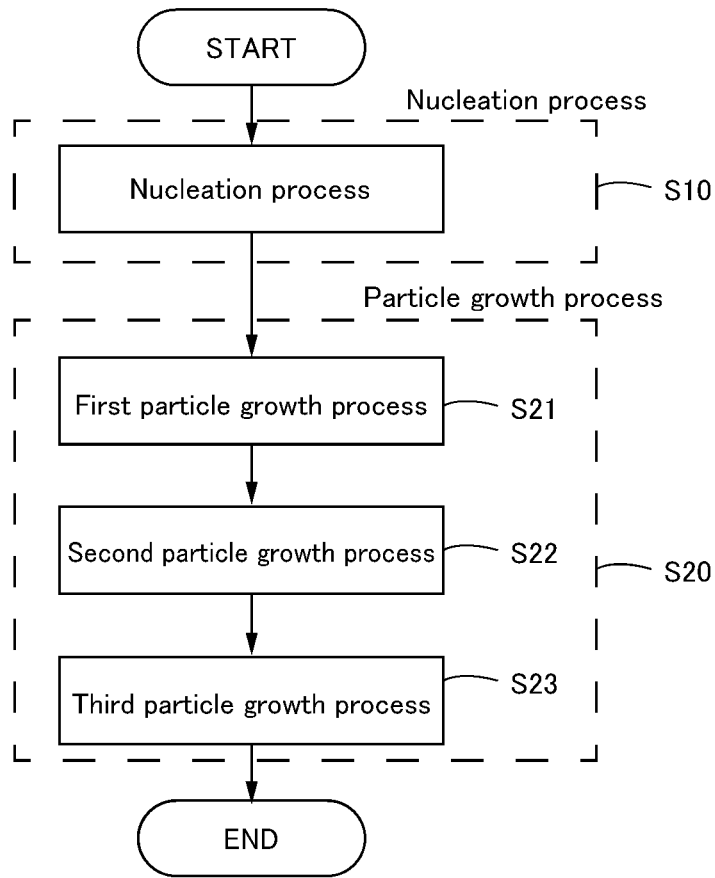 START
Nucleation process
Nucleation process
S10
Particle growth process
First particle growth process
S21
Second particle growth process
S22
S20
Third particle growth process
S23
END